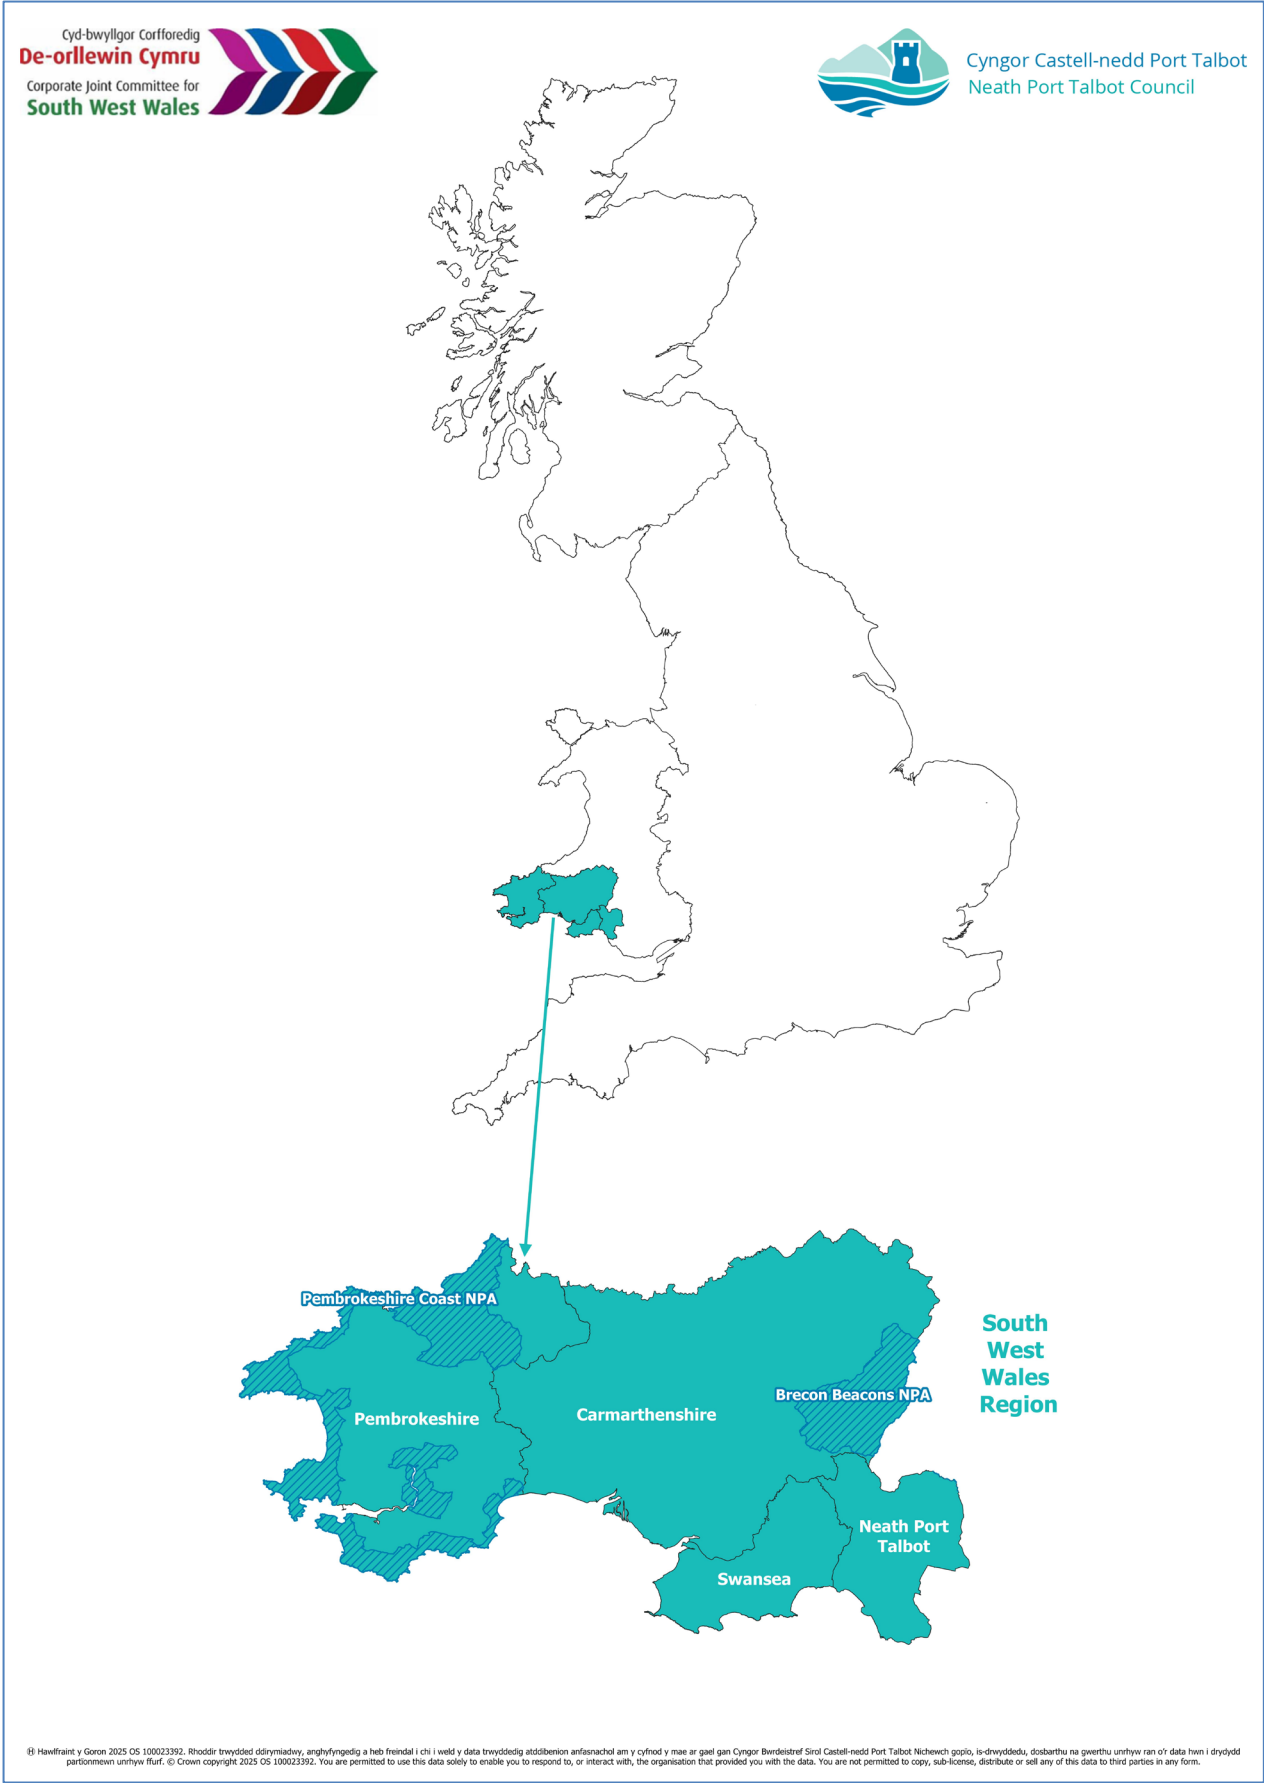 Cyd-bwyllgor Corfforedig
De-orllewin Cymru
Corporate Joint Committee for
South West Wales
Cyngor Castell-nedd Port Talbot
Neath Port Talbot Council
Pembrokeshire Coast NPA
South
West
Wales
Region
Brecon Beacons NPA
Pembrokeshire
Carmarthenshire
Neath Port
Talbot
Swansea
Ⓗ Hawlfraint y Goron 2025 OS 100023392. Rhoddir trwydded ddirymiadwy, anghyfyngedig a heb freindal i chi i weld y data trwyddedig atddibenion anfasnachol am y cyfnod y mae ar gael gan Cyngor Bwrdeistref Sirol Castell-nedd Port Talbot Nichewch gopïo, is-drwyddedu, dosbarthu na gwerthu unrhyw ran o'r data hwn i drydydd
partïonmewn unrhyw ffurf. © Crown copyright 2025 OS 100023392. You are permitted to use this data solely to enable you to respond to, or interact with, the organisation that provided you with the data. You are not permitted to copy, sub-license, distribute or sell any of this data to third parties in any form.